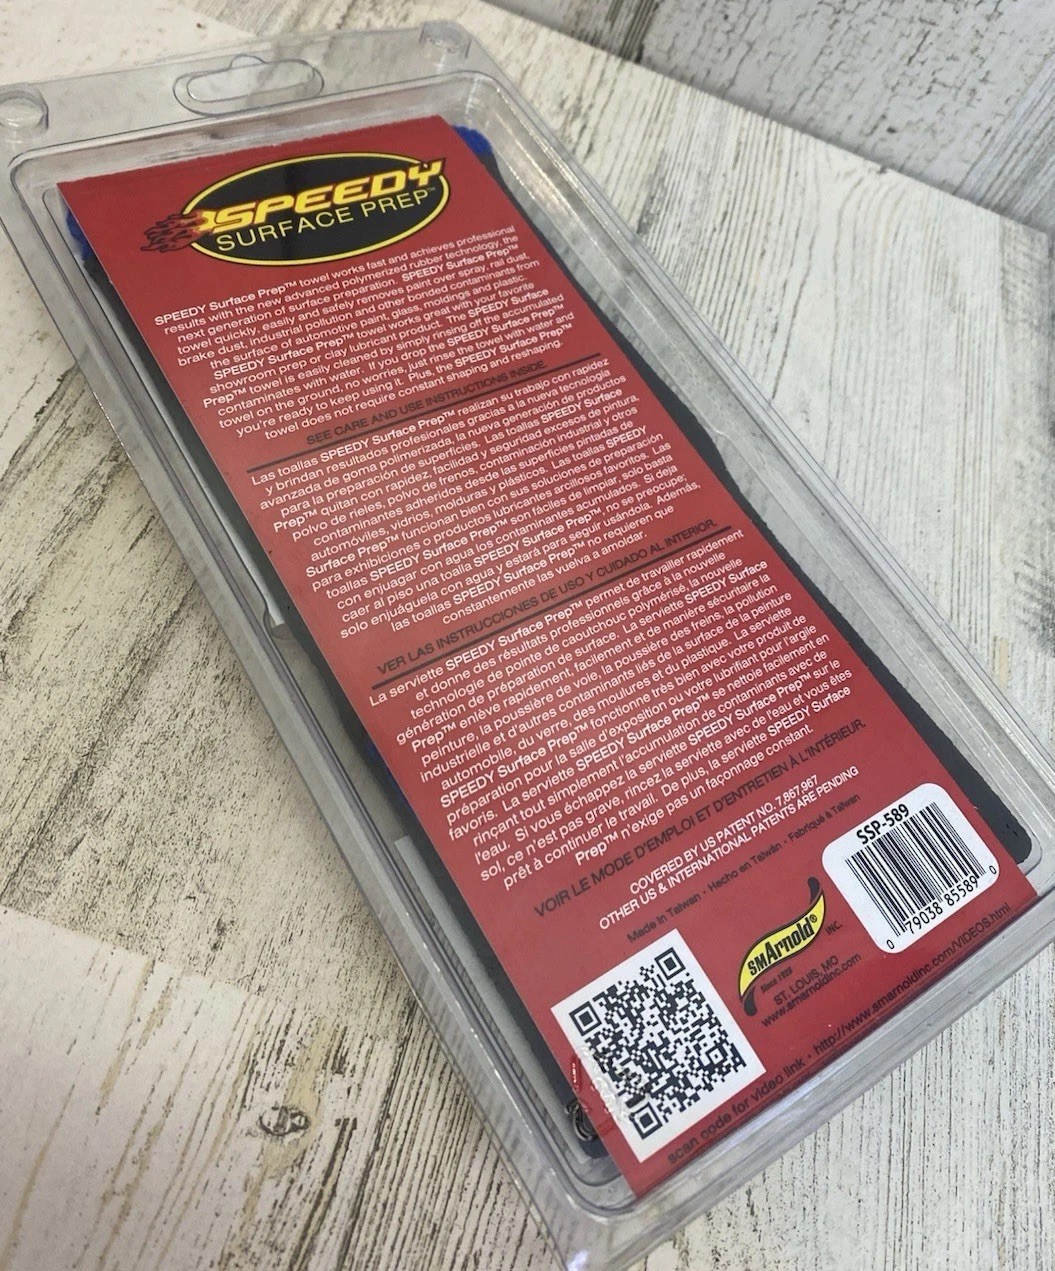 SPEEDY
SURFACE PREP™
SPEEDY Surface Prep™ towel works fast and achieves professional
results with the new advanced polymerized rubber technology, the
next generation of surface preparation. SPEEDY Surface Prep™
towel quickly, easily and safely removes paint over spray, rail dust,
brake dust, industrial pollution and other bonded contaminants from
the surface of automotive paint, glass, moldings and plastic.
SPEEDY Surface Prep™ towel works great with your favorite
showroom prep or clay lubricant product. The SPEEDY Surface
Prep™ towel is easily cleaned by simply rinsing off the accumulated
contaminates with water. If you drop the SPEEDY Surface Prep™
towel on the ground, no worries, just rinse the towel with water and
you're ready to keep using it. Plus, the SPEEDY Surface Prep™
towel does not require constant shaping and reshaping.
SEE CARE AND USE INSTRUCTIONS INSIDE.
Las toallas SPEEDY Surface Prep™ realizan su trabajo con rapidez
y brindan resultados profesionales gracias a la nueva tecnología
avanzada de goma polimerizada, la nueva generación de productos
para la preparación de superficies. Las toallas SPEEDY Surface
Prep™ quitan con rapidez, facilidad y seguridad excesos de pintura,
polvo de rieles, polvo de frenos, contaminación industrial y otros
contaminantes adheridos desde las superficies pintadas de
automóviles, vidrios, molduras y plásticos. Las toallas SPEEDY
Surface Prep™ funcionan bien con sus soluciones de preparación
para exhibiciones o productos lubricantes arcillosos favoritos. Las
toallas SPEEDY Surface Prep™ son fáciles de limpiar, solo basta
con enjuagar con agua los contaminantes acumulados. Si deja
caer al piso una toalla SPEEDY Surface Prep™, no se preocupe;
solo enjuáguela con agua y estará para seguir usándola. Además,
las toallas SPEEDY Surface Prep™ no requieren que
constantemente las vuelva a amoldar.
VER LAS INSTRUCCIONES DE USO Y CUIDADO AL INTERIOR.
La serviette SPEEDY Surface Prep™ permet de travailler rapidement
et donne des résultats professionnels grâce à la nouvelle
technologie de points de caoutchouc polymérisé, la nouvelle
génération de préparation de surface. La serviette SPEEDY Surface
Prep™ enlève rapidement, facilement et de manière sécuritaire la
peinture, la poussière de voie, la poussière des freins, la pollution
industrielle et d'autres contaminants liés de la surface de la peinture
automobile, du verre, des moulures et du plastique. La serviette
SPEEDY Surface Prep™ fonctionne très bien avec votre produit de
préparation pour la salle d'exposition ou votre lubrifiant pour l'argile
favoris. La serviette SPEEDY Surface Prep™ se nettoie facilement en
rinçant tout simplement l'accumulation de contaminants avec de
l'eau. Si vous échappez la serviette SPEEDY Surface Prep™ sur le
sol, ce n'est pas grave, rincez la serviette avec de l'eau et vous êtes
prêt à continuer le travail. De plus, la serviette SPEEDY Surface
Prep™ n'exige pas un façonnage constant.
VOIR LE MODE D'EMPLOI ET D'ENTRETIEN À L'INTÉRIEUR.
COVERED BY US PATENT NO. 7,867,967
OTHER US & INTERNATIONAL PATENTS ARE PENDING
Made in Taiwan • Hecho en Taiwán • Fabriqué à Taiwan
SSP-589
0 79038 85589 0
SMArnold® INC.
Since 1928
ST. LOUIS, MO
www.smarnoldinc.com
scan code for video link • http://www.smarnoldinc.com/VIDEOS.html